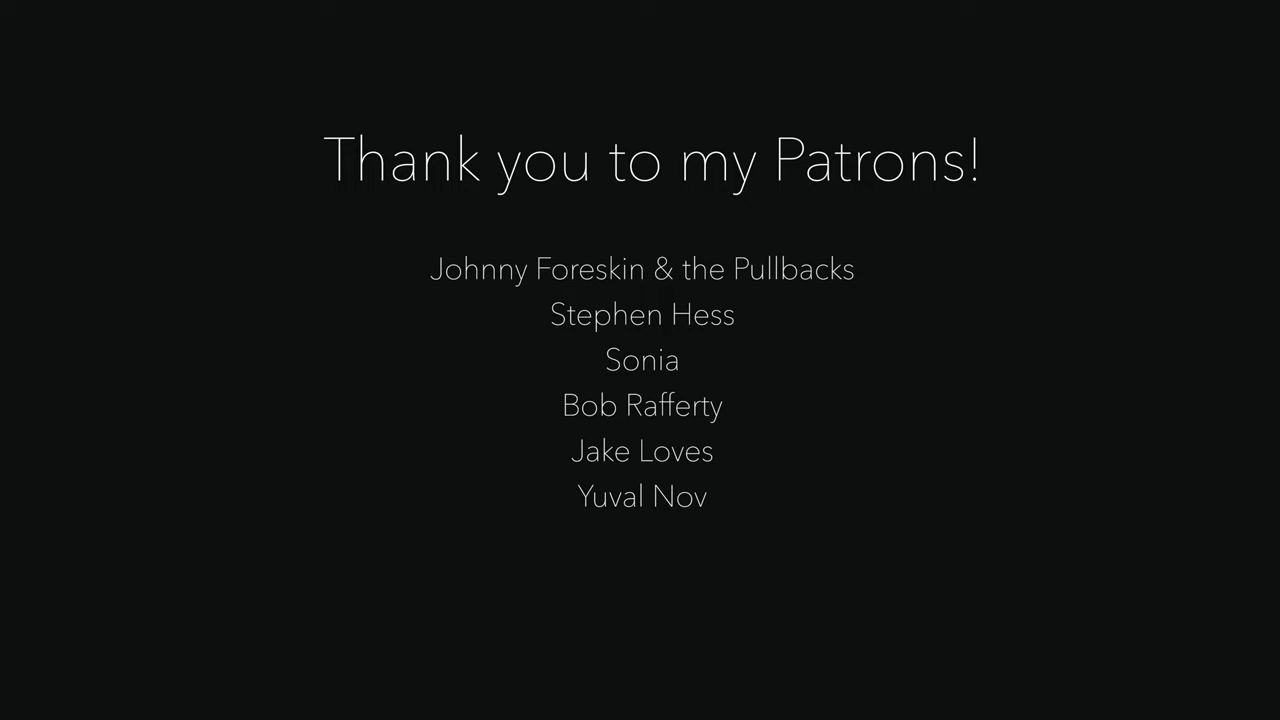 Thank you to my Patrons!
Johnny Foreskin & the Pullbacks
Stephen Hess
Sonia
Bob Rafferty
Jake Loves
Yuval Nov